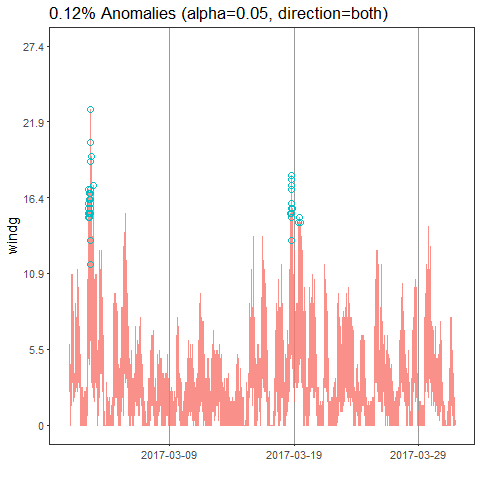 0.12% Anomalies (alpha=0.05, direction=both)
27.4
21.9
16.4
10.9
5.5
0
windg
2017-03-09 2017-03-19 2017-03-29